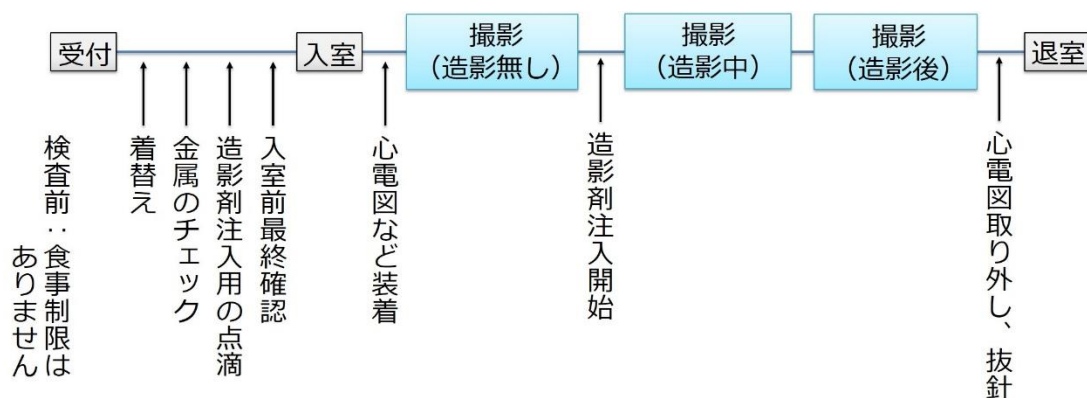 受付
入室
撮影
（造影無し）
撮影
（造影中）
撮影
（造影後）
退室
検査前：食事制限は
ありません
着替え
金属のチェック
造影剤注入用の点滴
入室前最終確認
心電図など装着
造影剤注入開始
心電図取り外し、抜針